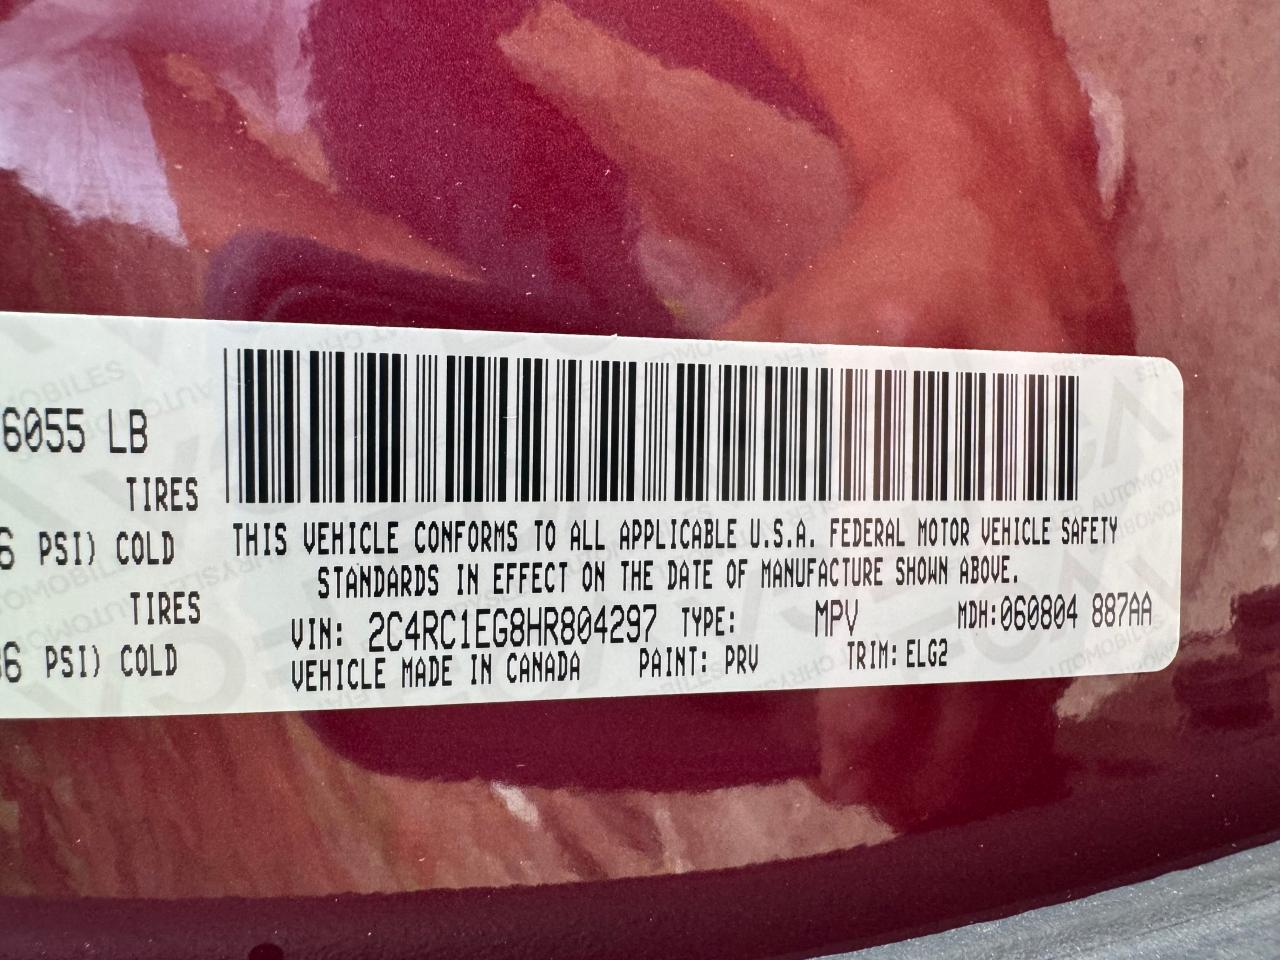 6055 LB
TIRES
6 PSI) COLD
TIRES
36 PSI) COLD
THIS VEHICLE CONFORMS TO ALL APPLICABLE U.S.A. FEDERAL MOTOR VEHICLE SAFETY
STANDARDS IN EFFECT ON THE DATE OF MANUFACTURE SHOWN ABOVE.
VIN: 2C4RC1EG8HR804297 TYPE: MPV MDH:060804 887AA
VEHICLE MADE IN CANADA PAINT: PRV TRIM: ELG2